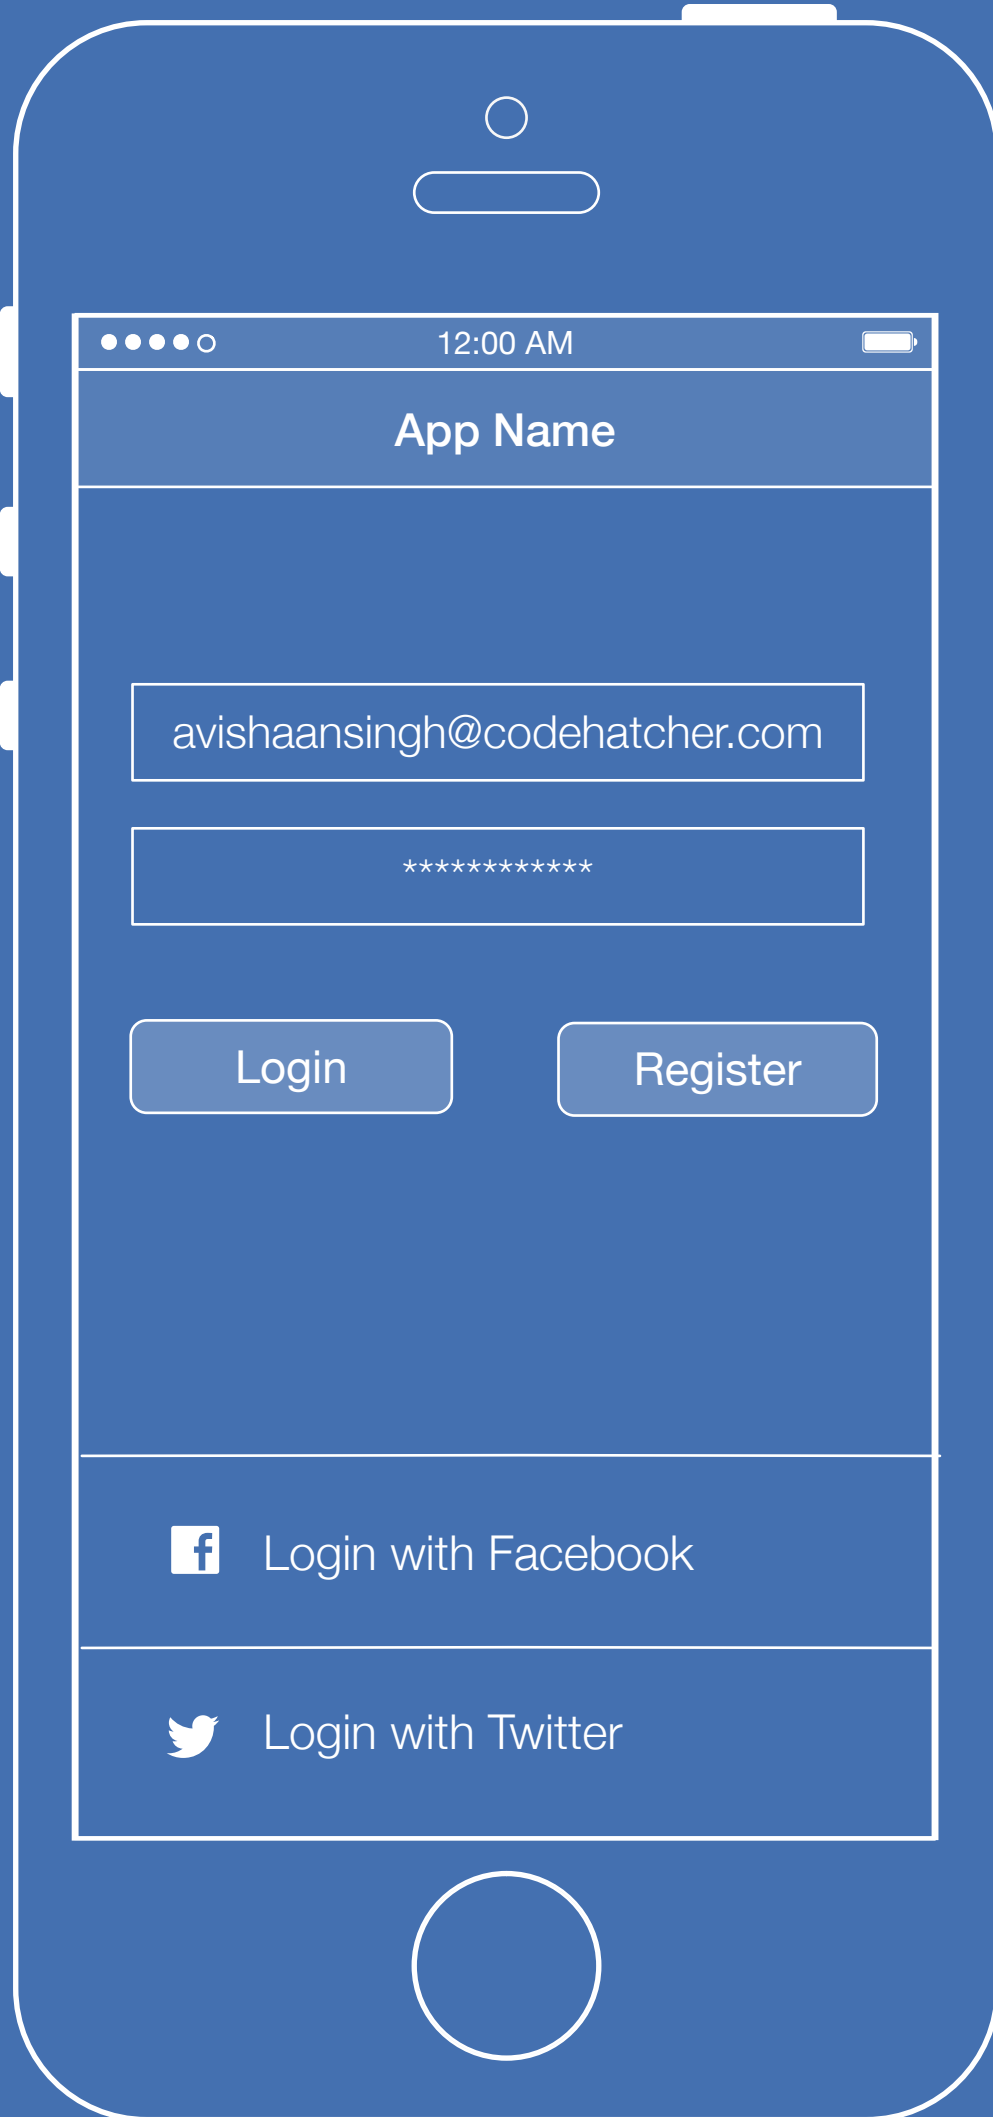 12:00 AM
App Name
avishaansingh@codehatcher.com
************
Login
Register
f Login with Facebook
Login with Twitter